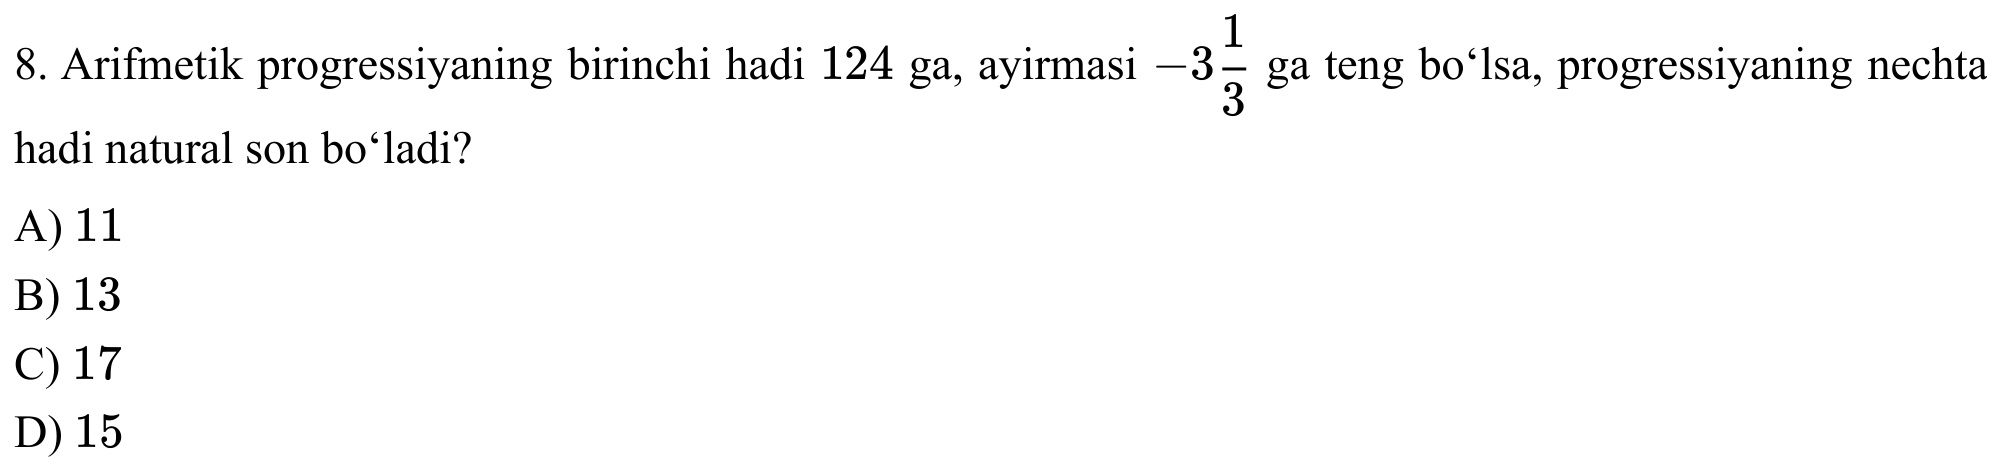 8. Arifmetik progressiyaning birinchi hadi 124 ga, ayirmasi −3 1/3 ga teng bo‘lsa, progressiyaning nechta
hadi natural son bo‘ladi?
A) 11
B) 13
C) 17
D) 15